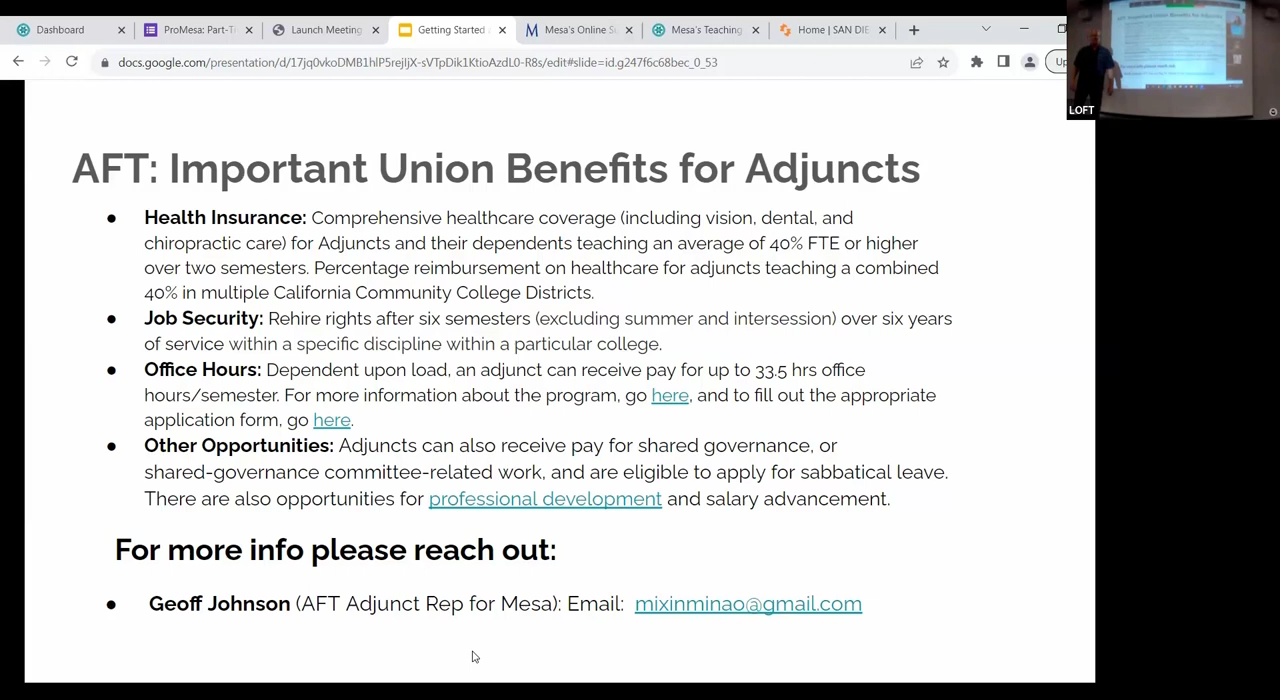 Dashboard
ProMesa: Part-T
Launch Meeting
Getting Started
Mesa's Online S
Mesa's Teaching
Home | SAN DIE
docs.google.com/presentation/d/17jq0vkoDMB1hlP5rejljX-sVTpDik1KtioAzdL0-R8s/edit#slide=id.g247f6c68bec_0_53
Up
LOFT
AFT: Important Union Benefits for Adjuncts
● Health Insurance: Comprehensive healthcare coverage (including vision, dental, and
chiropractic care) for Adjuncts and their dependents teaching an average of 40% FTE or higher
over two semesters. Percentage reimbursement on healthcare for adjuncts teaching a combined
40% in multiple California Community College Districts.
● Job Security: Rehire rights after six semesters (excluding summer and intersession) over six years
of service within a specific discipline within a particular college.
● Office Hours: Dependent upon load, an adjunct can receive pay for up to 33.5 hrs office
hours/semester. For more information about the program, go here, and to fill out the appropriate
application form, go here.
● Other Opportunities: Adjuncts can also receive pay for shared governance, or
shared-governance committee-related work, and are eligible to apply for sabbatical leave.
There are also opportunities for professional development and salary advancement.
For more info please reach out:
● Geoff Johnson (AFT Adjunct Rep for Mesa): Email: mixinminao@gmail.com